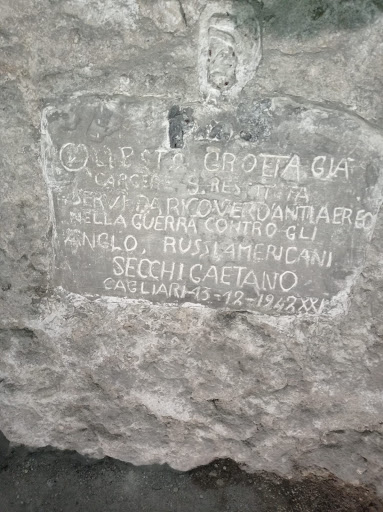 QUESTA GROTTA GIÀ
CARCERE S. RESTITUTA
SERVÌ DA RICOVERO ANTIAEREO
NELLA GUERRA CONTRO GLI
ANGLO, RUSSI, AMERICANI
SECCHI GAETANO
CAGLIARI-13-12-1942 XXI